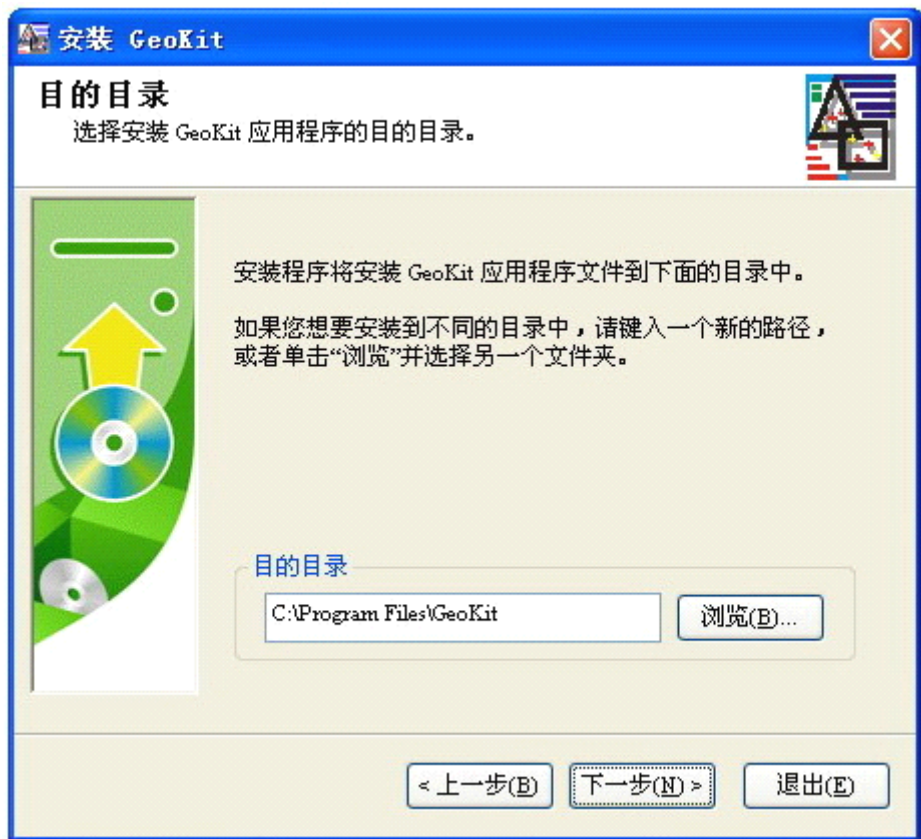 安装 GeoKit
目的目录
选择安装 GeoKit 应用程序的目的目录。
安装程序将安装 GeoKit 应用程序文件到下面的目录中。
如果您想要安装到不同的目录中，请键入一个新的路径，
或者单击“浏览”并选择另一个文件夹。
目的目录
C:\Program Files\GeoKit
浏览(B)...
< 上一步(B)
下一步(N) >
退出(E)